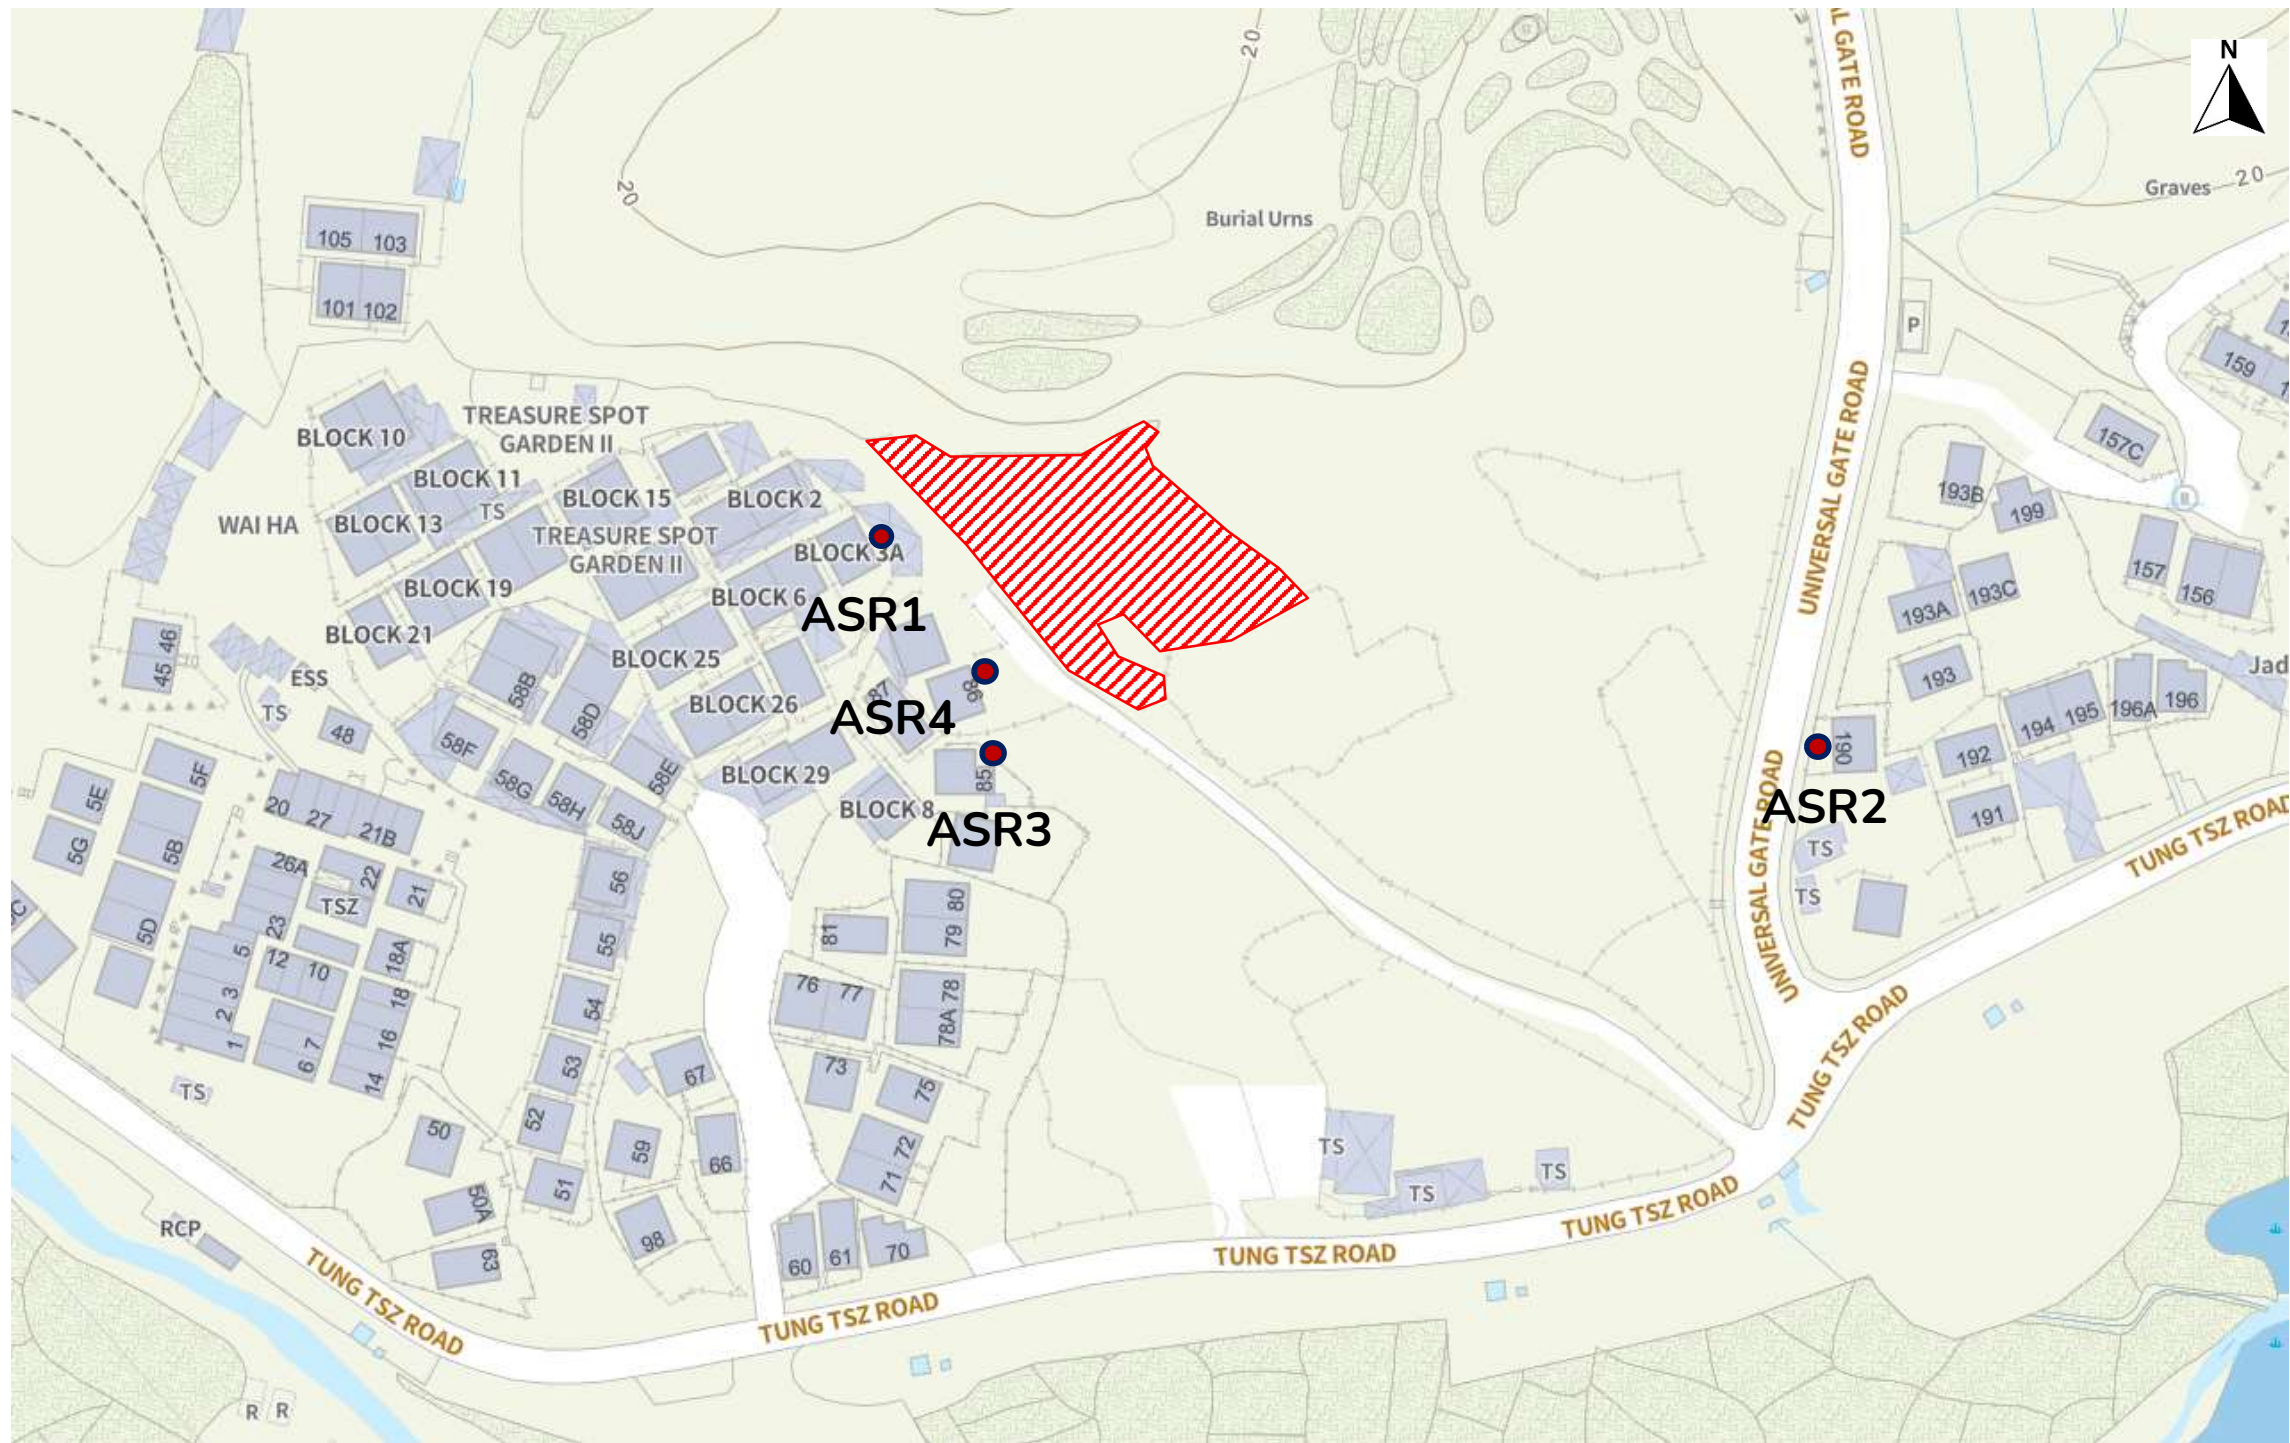 N
UNIVERSAL GATE ROAD
20
20
Graves
20
Burial Urns
105
103
101
102
P
159
157C
TREASURE SPOT
GARDEN II
BLOCK 10
BLOCK 11
TS
BLOCK 15
BLOCK 2
BLOCK 13
WAI HA
TREASURE SPOT
GARDEN II
BLOCK 3A
BLOCK 19
BLOCK 6
BLOCK 21
BLOCK 25
BLOCK 26
BLOCK 29
BLOCK 8
ASR1
ASR4
ASR3
ASR2
UNIVERSAL GATE ROAD
193B
199
157
156
193A
193C
193
194
195
196A
196
Jad
190
192
191
TS
TS
UNIVERSAL GATE ROAD
TUNG TSZ ROAD
46
45
ESS
TS
48
58B
58D
58F
58G
58H
58E
58J
87
86
85
5F
5E
5G
5B
5D
20
27
21B
26A
22
21
TSZ
23
5
12
10
18A
3
2
1
18
16
14
7
6
TS
56
55
54
53
52
51
50
50A
63
67
59
66
98
81
80
79
76
77
78
78A
73
75
72
71
60
61
70
RCP
R
R
TS
TS
TS
TUNG TSZ ROAD
TUNG TSZ ROAD
TUNG TSZ ROAD
TUNG TSZ ROAD
TUNG TSZ ROAD